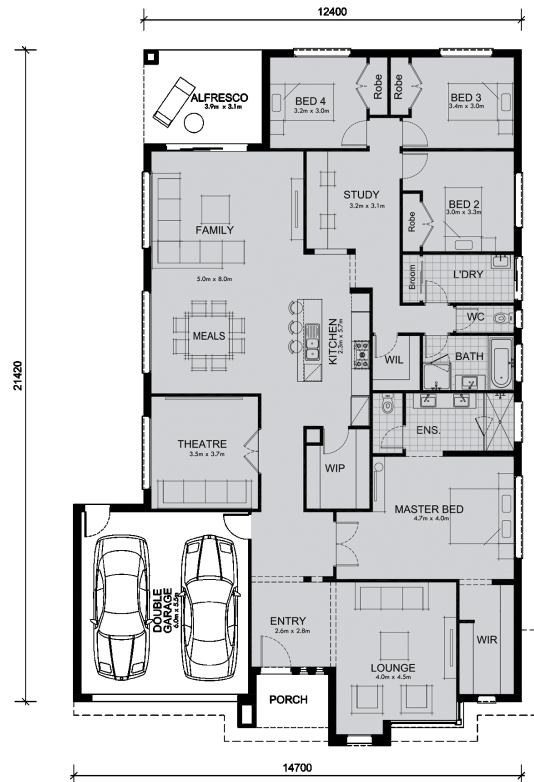 12400
21420
ALFRESCO
3.9m x 3.1m
BED 4
3.2m x 3.0m
Robe
Robe
BED 3
3.4m x 3.0m
STUDY
3.2m x 3.1m
BED 2
3.0m x 3.3m
Robe
FAMILY
5.0m x 8.0m
Broom
L'DRY
WC
MEALS
KITCHEN
2.3m x 5.7m
WIL
BATH
ENS.
THEATRE
3.5m x 3.7m
WIP
MASTER BED
4.7m x 4.0m
DOUBLE
GARAGE
6.0m x 5.5m
ENTRY
2.6m x 2.8m
LOUNGE
4.0m x 4.5m
WIR
PORCH
14700